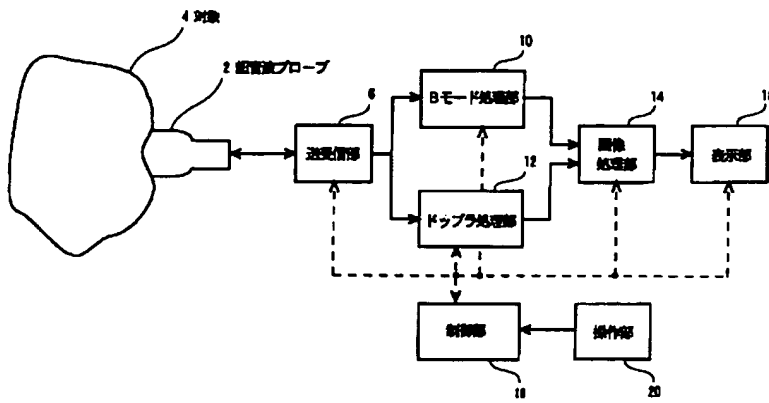 4 対象
2 超音波プローブ
6
送受信部
10
Bモード処理部
12
ドップラ処理部
14
画像
処理部
表示部
制御部
操作部
20